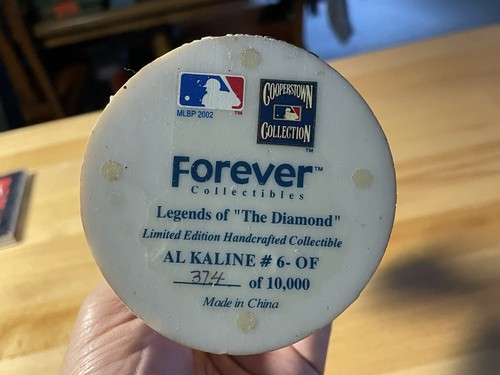 MLBP 2002
COOPERSTOWN
COLLECTION
Forever™
Collectibles
Legends of "The Diamond"
Limited Edition Handcrafted Collectible
AL KALINE # 6- OF
374 of 10,000
Made in China